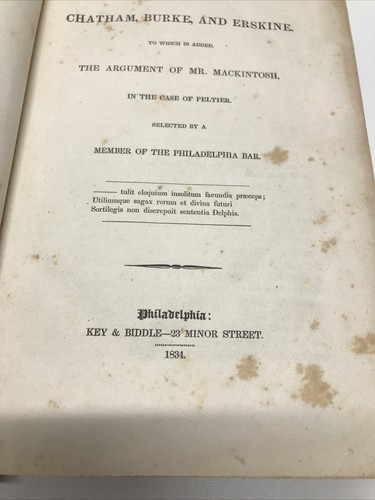 CHATHAM, BURKE, AND ERSKINE.
TO WHICH IS ADDED,
THE ARGUMENT OF MR. MACKINTOSH,
IN THE CASE OF PELTIER.
SELECTED BY A
MEMBER OF THE PHILADELPHIA BAR.
—— tulit eloquium insolitum facundia præceps;
Utiliumque sagax rerum et divina futuri
Sortilegis non discrepuit sententia Delphis.
Philadelphia:
KEY & BIDDLE—23 MINOR STREET.
1834.